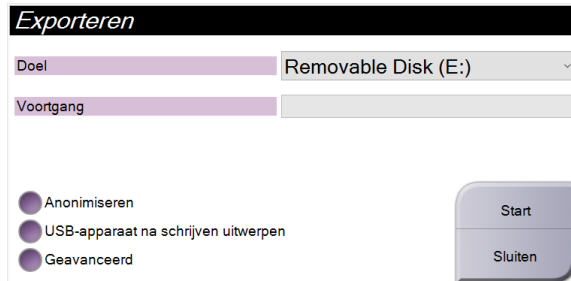 Exporteren
Doel
Removable Disk (E:)
Voortgang
Anonimiseren
USB-apparaat na schrijven uitwerpen
Geavanceerd
Start
Sluiten